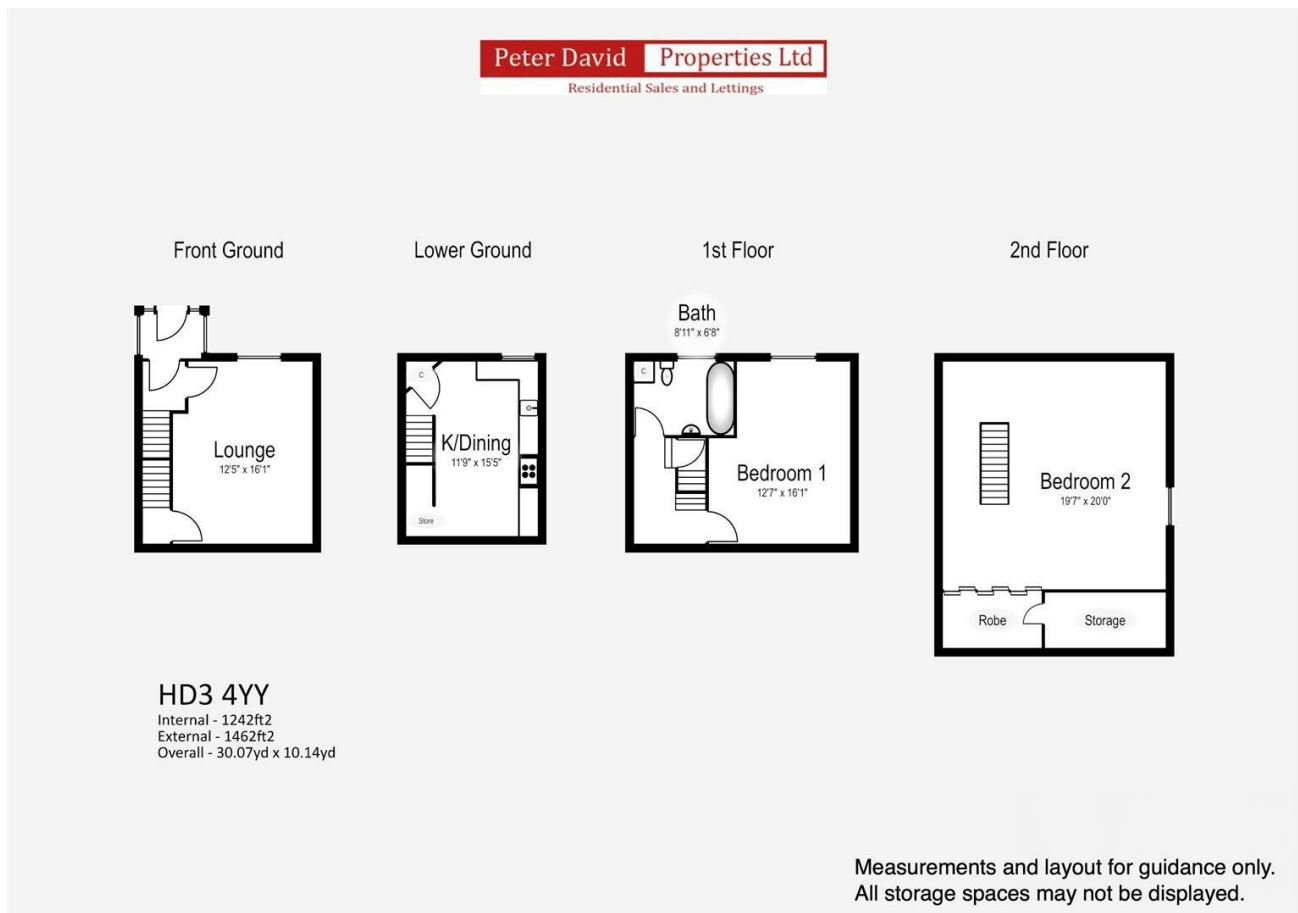 Peter David Properties Ltd
Residential Sales and Lettings
Front Ground
Lower Ground
1st Floor
2nd Floor
Lounge
12'5" x 16'1"
C
K/Dining
11'9" x 15'5"
Store
Bath
8'11" x 6'8"
C
Bedroom 1
12'7" x 16'1"
Bedroom 2
19'7" x 20'0"
Robe
Storage
HD3 4YY
Internal - 1242ft2
External - 1462ft2
Overall - 30.07yd x 10.14yd
Measurements and layout for guidance only.
All storage spaces may not be displayed.